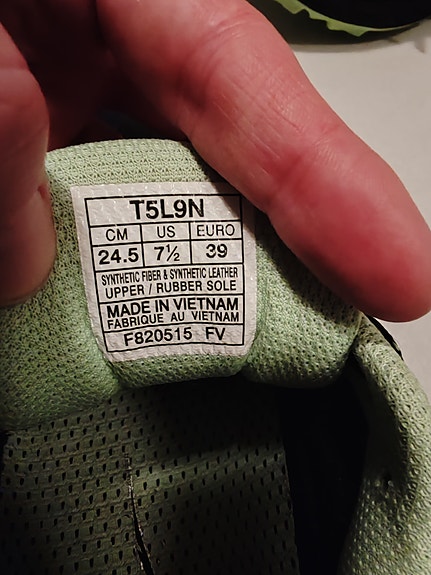 T5L9N
CM US EURO
24.5 7½ 39
SYNTHETIC FIBER & SYNTHETIC LEATHER
UPPER / RUBBER SOLE
MADE IN VIETNAM
FABRIQUE AU VIETNAM
F820515 FV